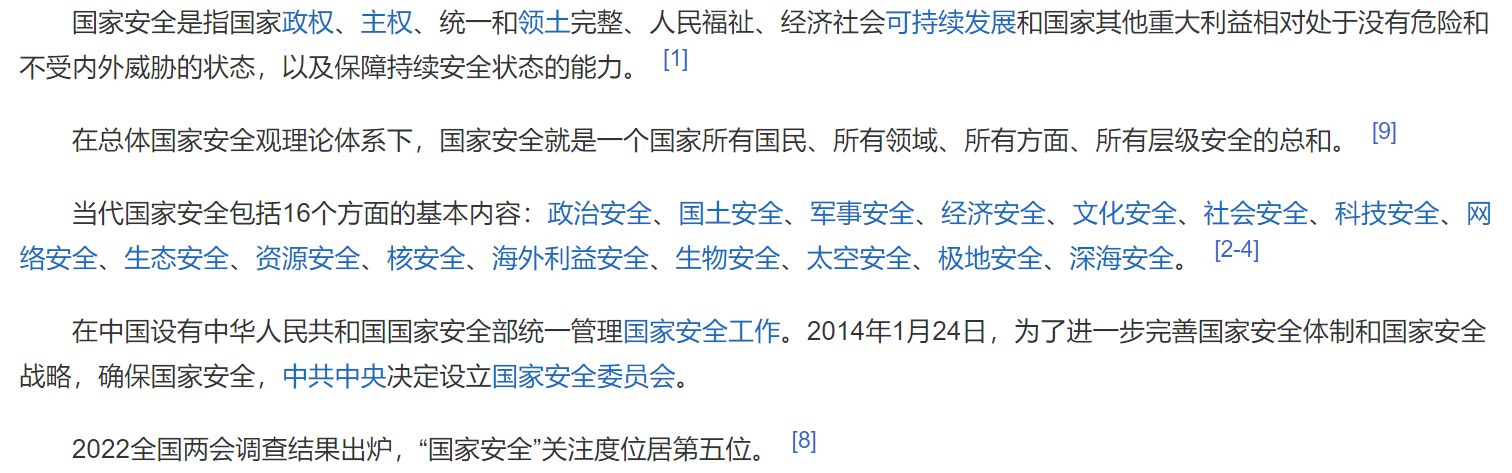 国家安全是指国家政权、主权、统一和领土完整、人民福祉、经济社会可持续发展和国家其他重大利益相对处于没有危险和
不受内外威胁的状态，以及保障持续安全状态的能力。 [1]
在总体国家安全观理论体系下，国家安全就是一个国家所有国民、所有领域、所有方面、所有层级安全的总和。 [9]
当代国家安全包括16个方面的基本内容：政治安全、国土安全、军事安全、经济安全、文化安全、社会安全、科技安全、网
络安全、生态安全、资源安全、核安全、海外利益安全、生物安全、太空安全、极地安全、深海安全。 [2-4]
在中国设有中华人民共和国国家安全部统一管理国家安全工作。2014年1月24日，为了进一步完善国家安全体制和国家安全
战略，确保国家安全，中共中央决定设立国家安全委员会。
2022全国两会调查结果出炉，“国家安全”关注度位居第五位。 [8]